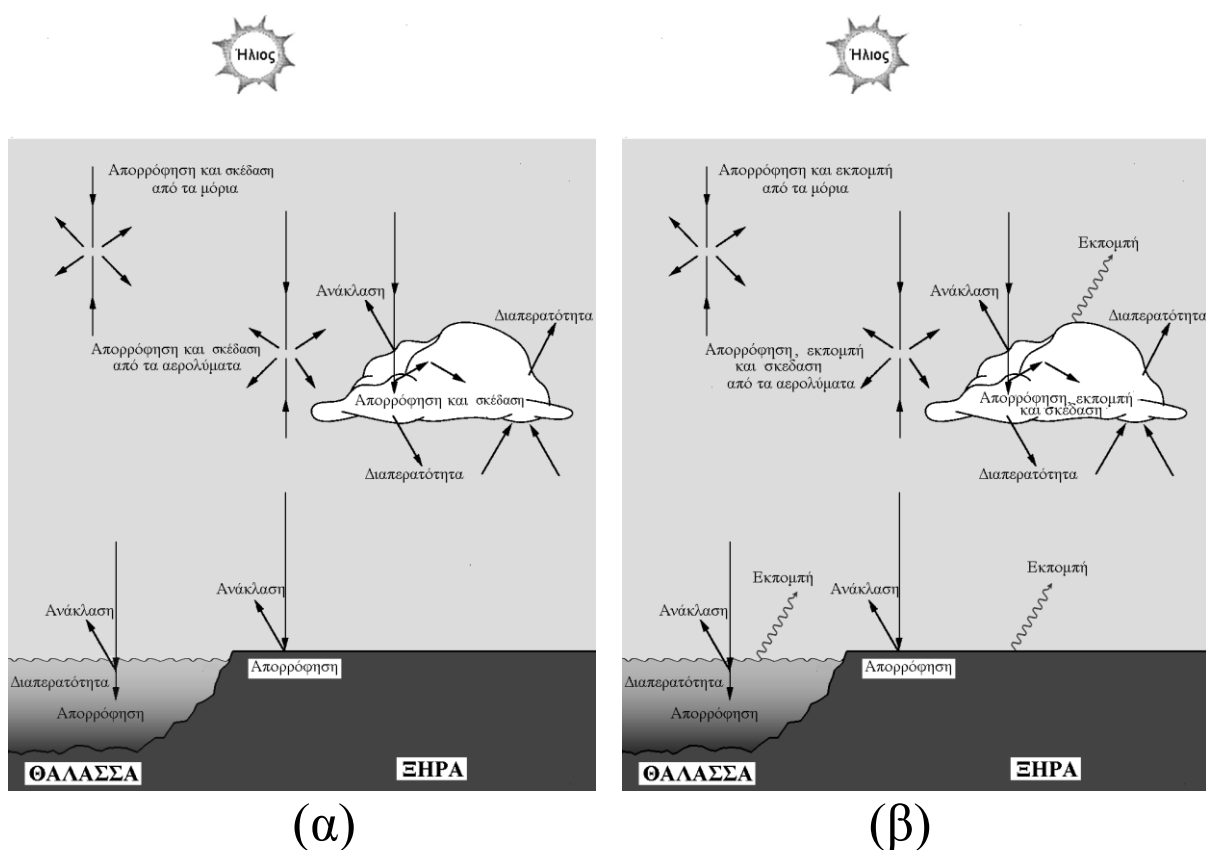 Ήλιος
Απορρόφηση και σκέδαση
από τα μόρια
Ανάκλαση
Διαπερατότητα
Απορρόφηση και σκέδαση
από τα αερολύματα
Απορρόφηση και σκέδαση
Διαπερατότητα
Ανάκλαση
Ανάκλαση
Απορρόφηση
Διαπερατότητα
Απορρόφηση
ΘΑΛΑΣΣΑ
ΞΗΡΑ
(α)
Ήλιος
Απορρόφηση και εκπομπή
από τα μόρια
Εκπομπή
Ανάκλαση
Διαπερατότητα
Απορρόφηση, εκπομπή
και σκέδαση
από τα αερολύματα
Απορρόφηση, εκπομπή
και σκέδαση
Διαπερατότητα
Εκπομπή
Ανάκλαση
Εκπομπή
Ανάκλαση
Απορρόφηση
Διαπερατότητα
Απορρόφηση
ΘΑΛΑΣΣΑ
ΞΗΡΑ
(β)